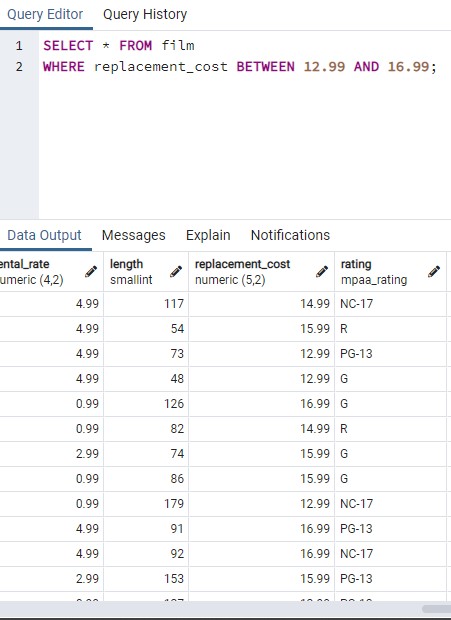 Query Editor Query History
1 SELECT * FROM film
2 WHERE replacement_cost BETWEEN 12.99 AND 16.99;
Data Output Messages Explain Notifications
ental_rate length replacement_cost rating
umeric (4,2) smallint numeric (5,2) mpaa_rating
4.99 117 14.99 NC-17
4.99 54 15.99 R
4.99 73 12.99 PG-13
4.99 48 12.99 G
0.99 126 16.99 G
0.99 82 14.99 R
2.99 74 15.99 G
0.99 86 15.99 G
0.99 179 12.99 NC-17
4.99 91 16.99 PG-13
4.99 92 16.99 NC-17
2.99 153 15.99 PG-13